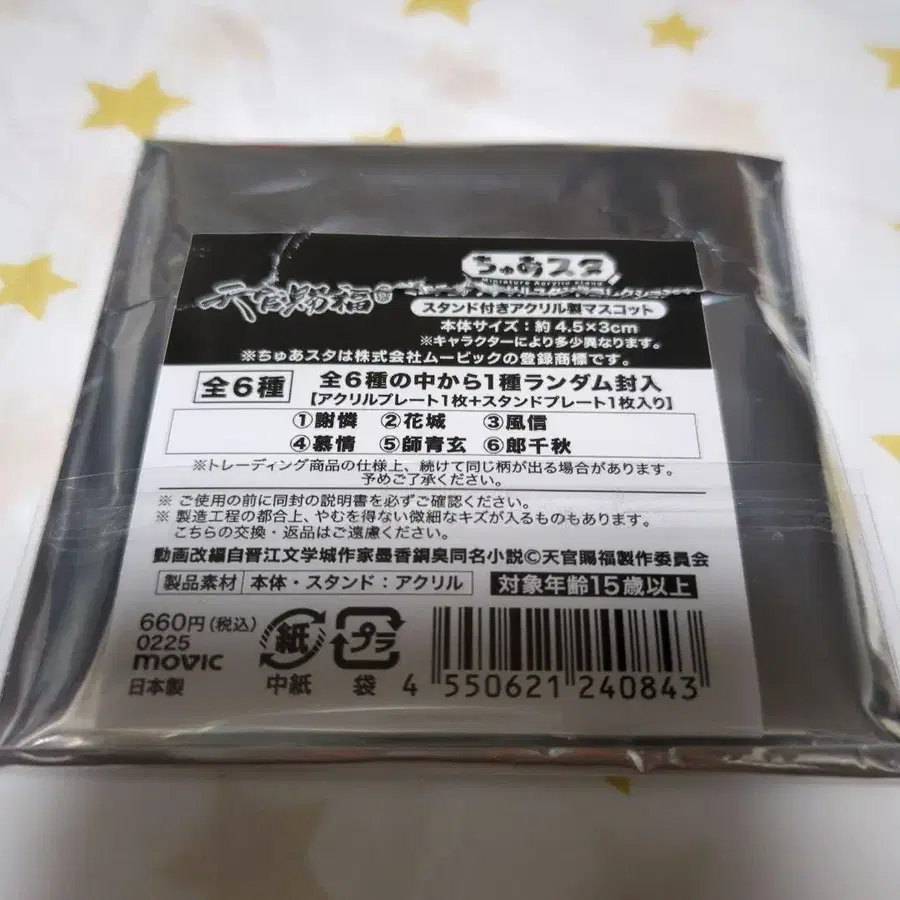 天官賜福
ちゅあスタ
Miniature Acrylic Stand
スタンド付きアクリル製マスコット
本体サイズ：約4.5×3cm
※キャラクターにより多少異なります。
※ちゅあスタは株式会社ムービックの登録商標です。
全6種
全6種の中から1種ランダム封入
【アクリルプレート1枚+スタンドプレート1枚入り】
①謝憐 ②花城 ③風信
④慕情 ⑤師青玄 ⑥郎千秋
※トレーディング商品の仕様上、続けて同じ柄が出る場合があります。
予めご了承ください。
※ ご使用の前に同封の説明書を必ずご確認ください。
※ 製造工程の都合上、やむを得ない微細なキズが入るものもあります。
こちらの交換・返品はご遠慮ください。
動画改編自晋江文学城作家墨香銅臭同名小説©天官賜福製作委員会
製品素材 本体・スタンド：アクリル 対象年齢15歳以上
660円(税込)
0225
movic
日本製
紙
中紙
プラ
袋
4 550621 240843